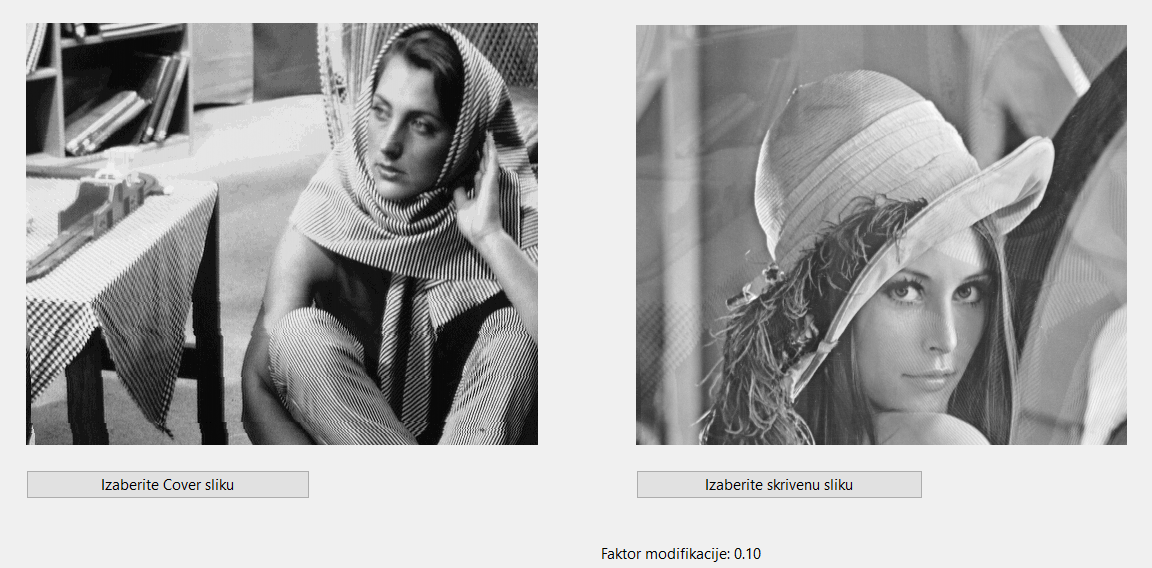 Izaberite Cover sliku
Izaberite skrivenu sliku
Faktor modifikacije: 0.10